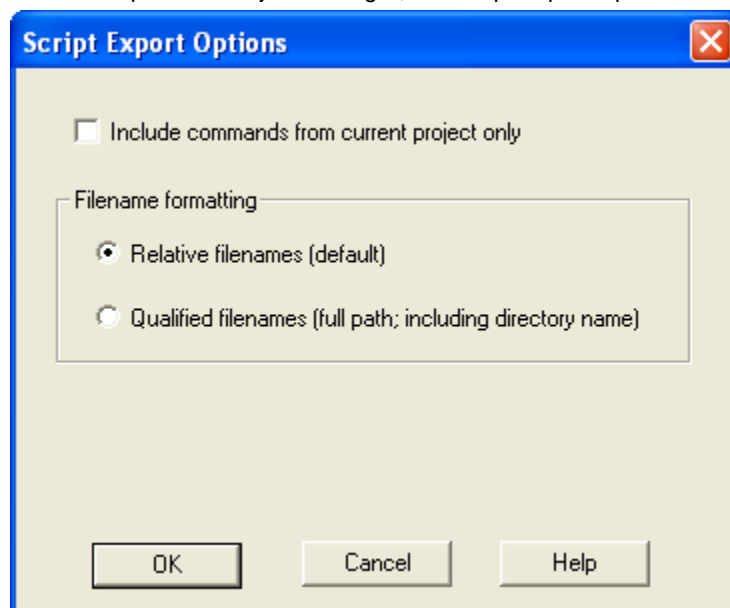 Script Export Options
Include commands from current project only
Filename formatting
Relative filenames (default)
Qualified filenames (full path; including directory name)
OK Cancel Help